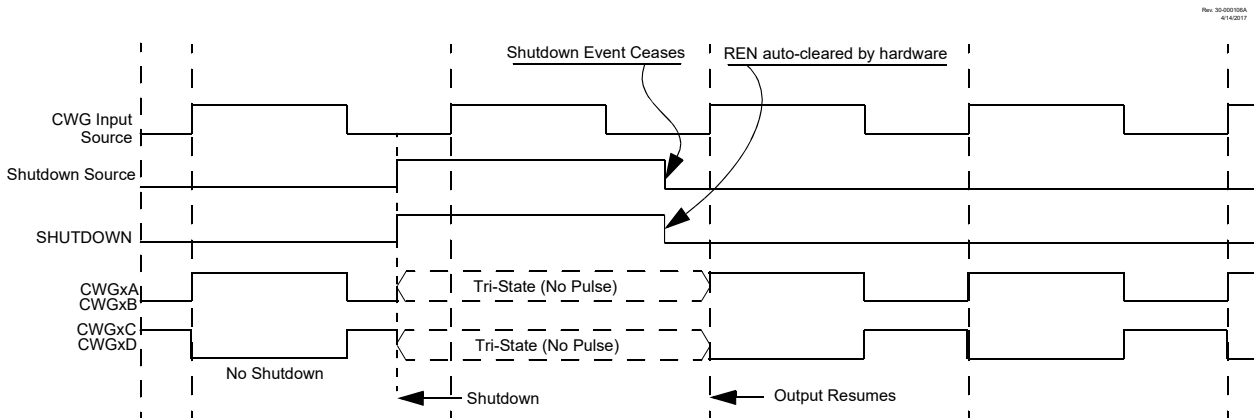 Rev. 30-000106A
4/14/2017
Shutdown Event Ceases
REN auto-cleared by hardware
CWG Input
Source
Shutdown Source
SHUTDOWN
CWGxA
CWGxB
Tri-State (No Pulse)
CWGxC
CWGxD
Tri-State (No Pulse)
No Shutdown
Shutdown
Output Resumes